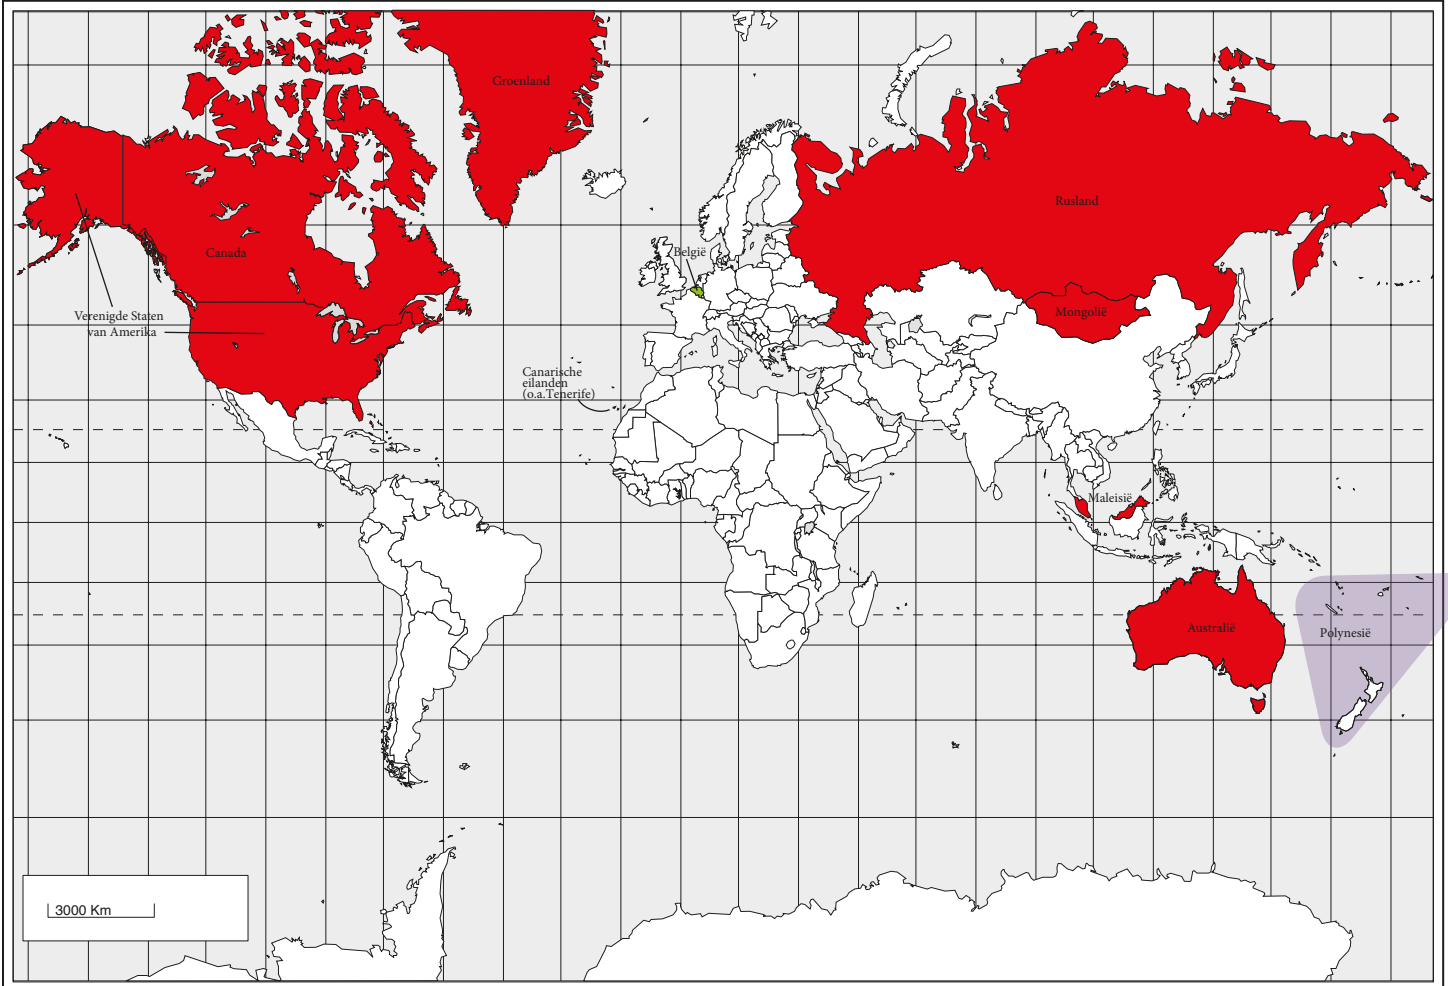 Groenland
Rusland
Canada
België
Verenigde Staten
van Amerika
Mongolië
Canarische
eilanden
(o.a.Tenerife)
Maleisië
Australië
Polynesië
3000 Km